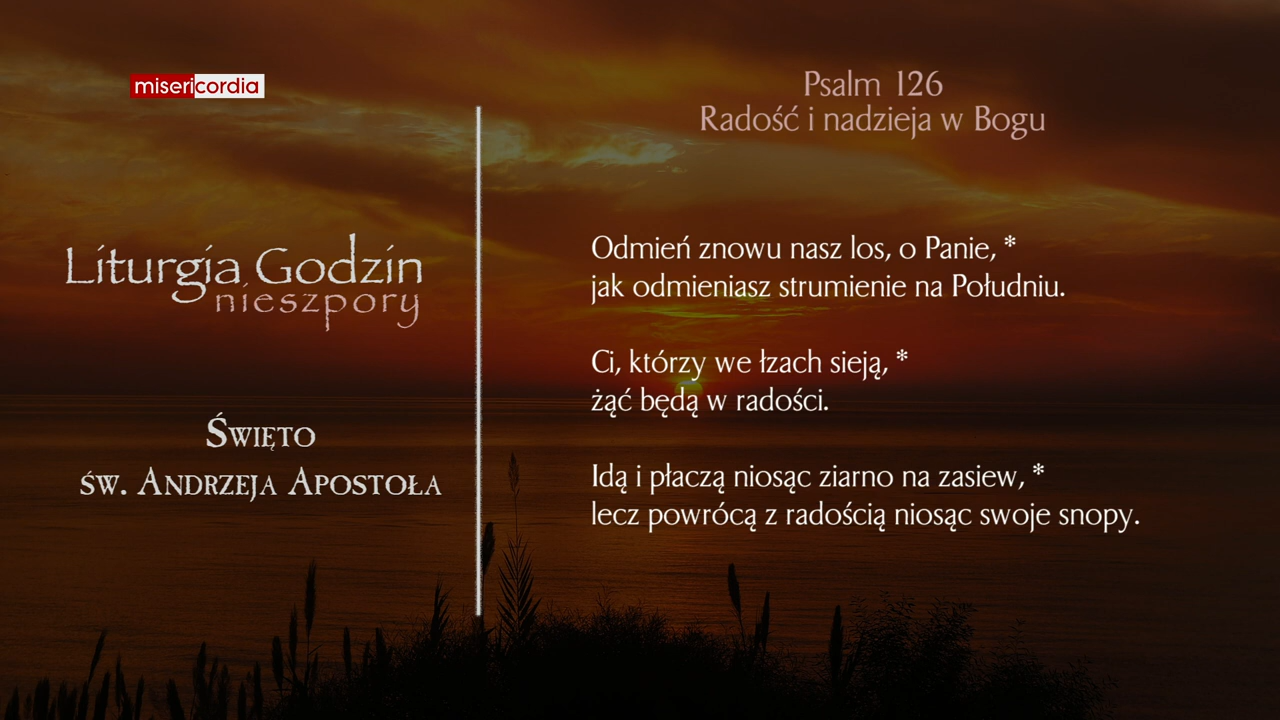 misericordia
Liturgia Godzin
nieszpory
Święto
św. Andrzeja Apostoła
Psalm 126
Radość i nadzieja w Bogu
Odmień znowu nasz los, o Panie, *
jak odmieniasz strumienie na Południu.
Ci, którzy we łzach sieją, *
żąć będą w radości.
Idą i płaczą niosąc ziarno na zasiew, *
lecz powrócą z radością niosąc swoje snopy.